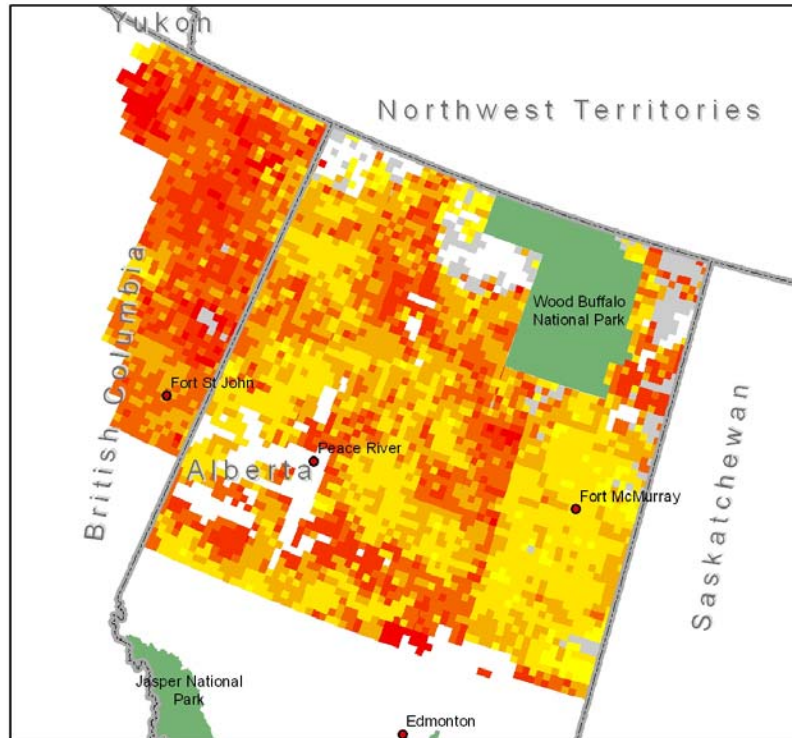 Yukon
Northwest Territories
Wood Buffalo
National Park
British Columbia
Fort St John
Peace River
Alberta
Fort McMurray
Saskatchewan
Jasper National
Park
Edmonton